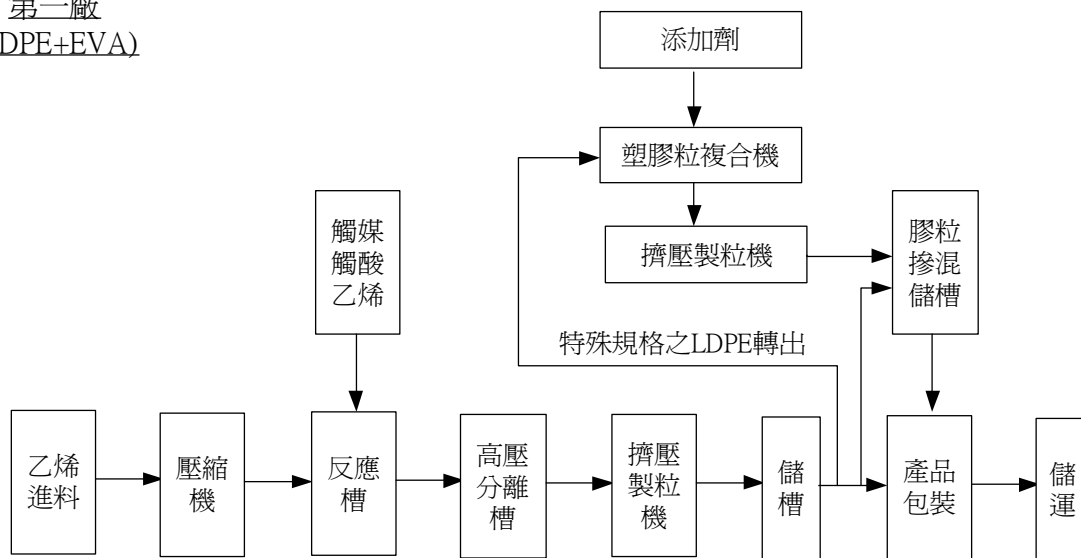 第一廠
DPE+EVA)
添加劑
塑膠粒複合機
擠壓製粒機
觸媒
觸酸
乙烯
膠粒
摻混
儲槽
特殊規格之LDPE轉出
乙烯
進料
壓縮
機
反應
槽
高壓
分離
槽
擠壓
製粒
機
儲
槽
產品
包裝
儲
運